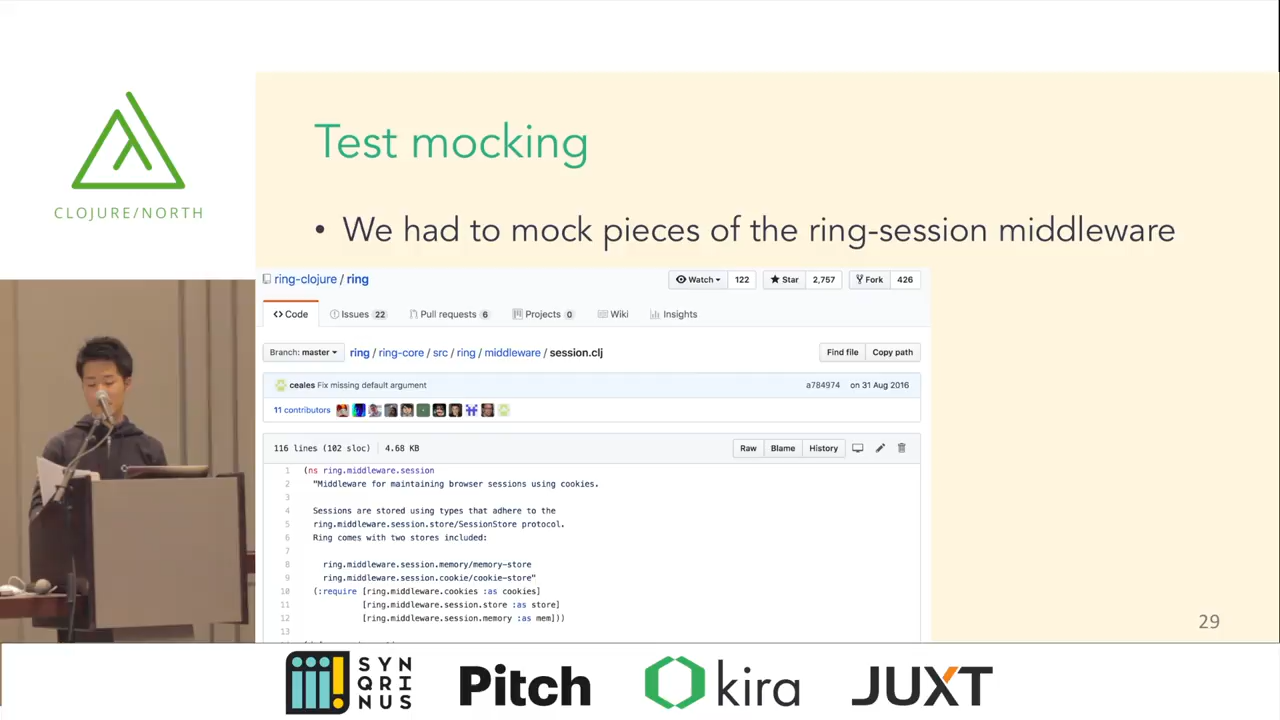 CLOJURE/NORTH
Test mocking
• We had to mock pieces of the ring-session middleware
ring-clojure / ring
Watch 122 Star 2,757 Fork 426
Code Issues 22 Pull requests 6 Projects 0 Wiki Insights
Branch: master ring / ring-core / src / ring / middleware / session.clj Find file Copy path
ceales Fix missing default argument a784974 on 31 Aug 2016
11 contributors
116 lines (102 sloc) 4.68 KB Raw Blame History
1 (ns ring.middleware.session
2 "Middleware for maintaining browser sessions using cookies.
3
4 Sessions are stored using types that adhere to the
5 ring.middleware.session.store/SessionStore protocol.
6 Ring comes with two stores included:
7
8 ring.middleware.session.memory/memory-store
9 ring.middleware.session.cookie/cookie-store"
10 (:require [ring.middleware.cookies :as cookies]
11 [ring.middleware.session.store :as store]
12 [ring.middleware.session.memory :as mem]))
13
29
SYN
QRI
NUS
Pitch
kira
JUXT